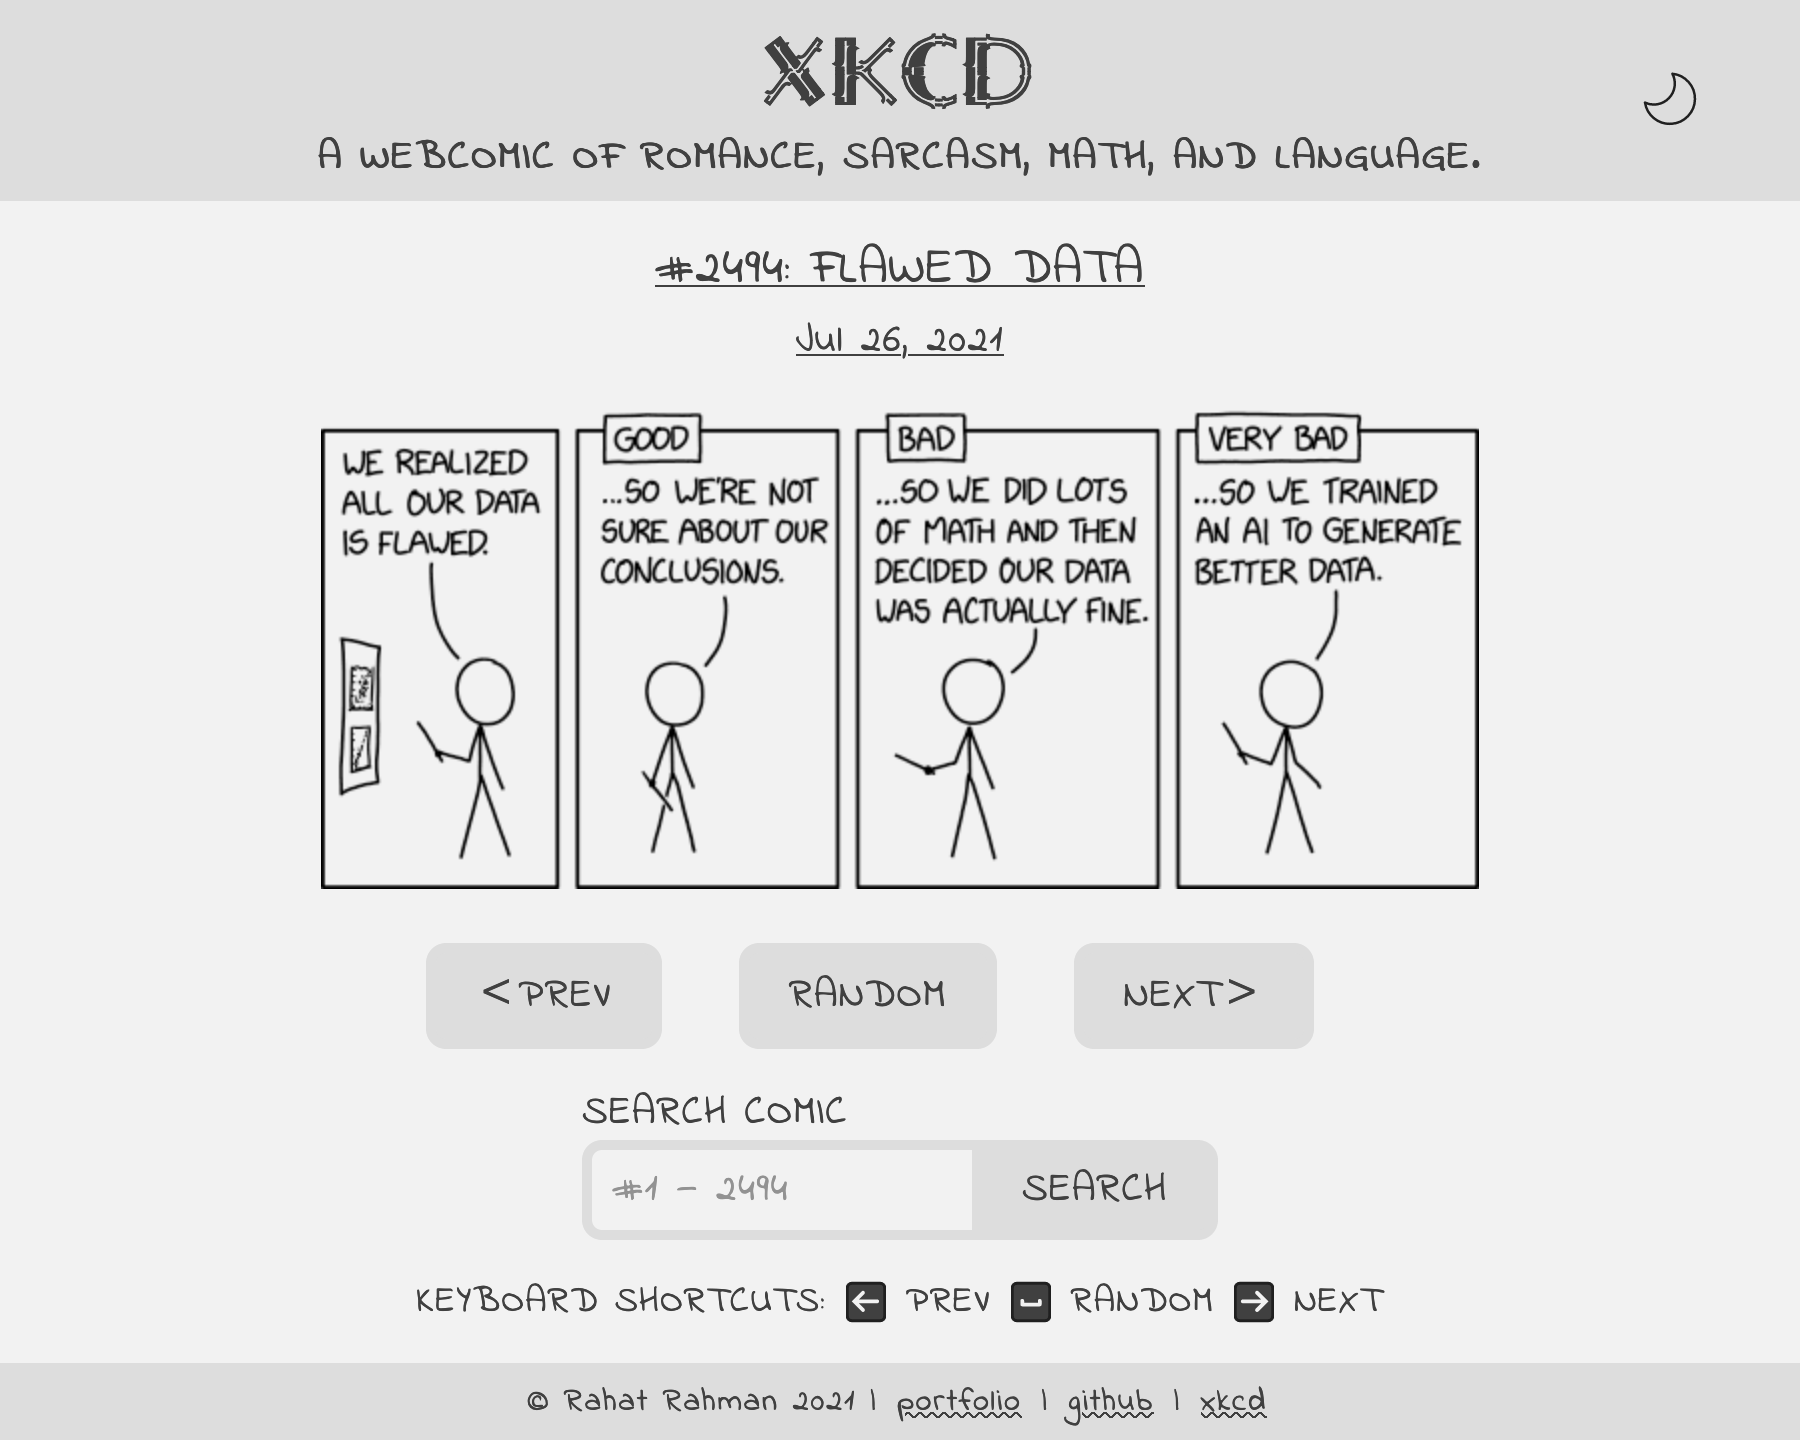 XKCD
A WEBCOMIC OF ROMANCE, SARCASM, MATH, AND LANGUAGE.
#2494: FLAWED DATA
Jul 26, 2021
WE REALIZED
ALL OUR DATA
IS FLAWED.
GOOD
...SO WE'RE NOT
SURE ABOUT OUR
CONCLUSIONS.
BAD
...SO WE DID LOTS
OF MATH AND THEN
DECIDED OUR DATA
WAS ACTUALLY FINE.
VERY BAD
...SO WE TRAINED
AN AI TO GENERATE
BETTER DATA.
< PREV
RANDOM
NEXT >
SEARCH COMIC
#1 - 2494
SEARCH
KEYBOARD SHORTCUTS: ← PREV ⎵ RANDOM → NEXT
© Rahat Rahman 2021 | portfolio | github | xkcd